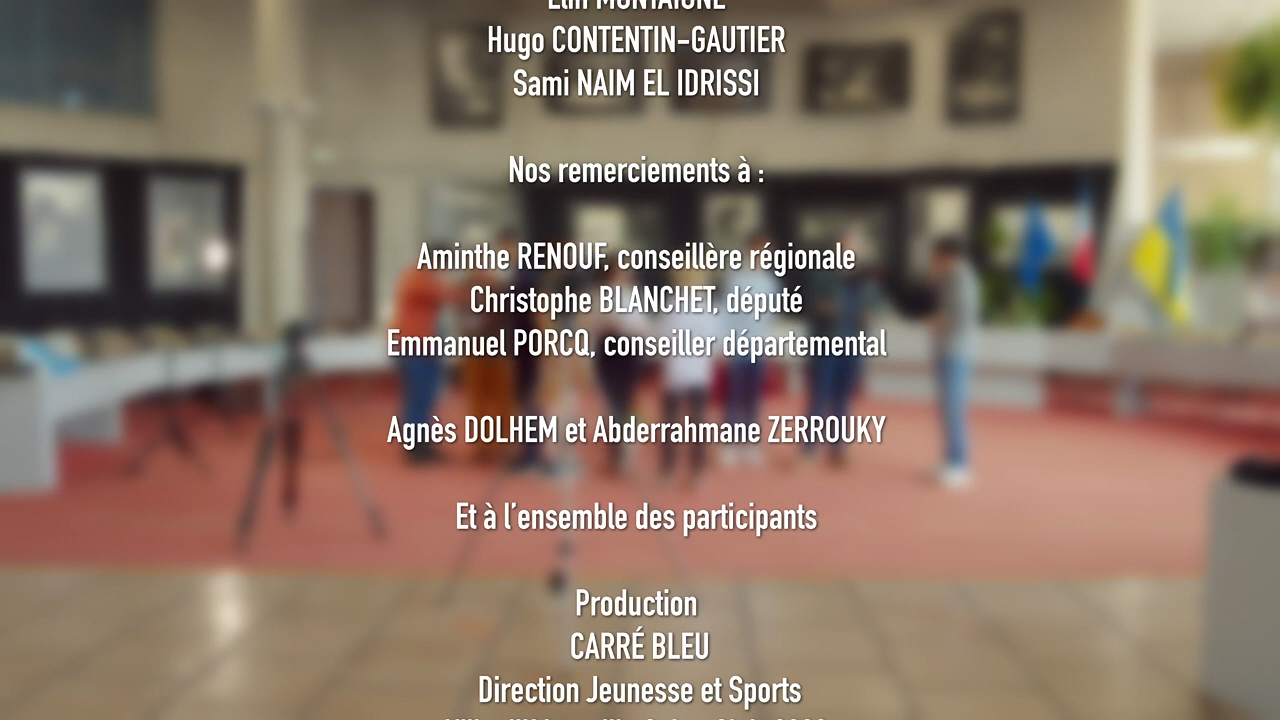 Hugo CONTENTIN-GAUTIER
Sami NAIM EL IDRISSI
Nos remerciements à :
Aminthe RENOUF, conseillère régionale
Christophe BLANCHET, député
Emmanuel PORCQ, conseiller départemental
Agnès DOLHEM et Abderrahmane ZERROUKY
Et à l’ensemble des participants
Production
CARRÉ BLEU
Direction Jeunesse et Sports